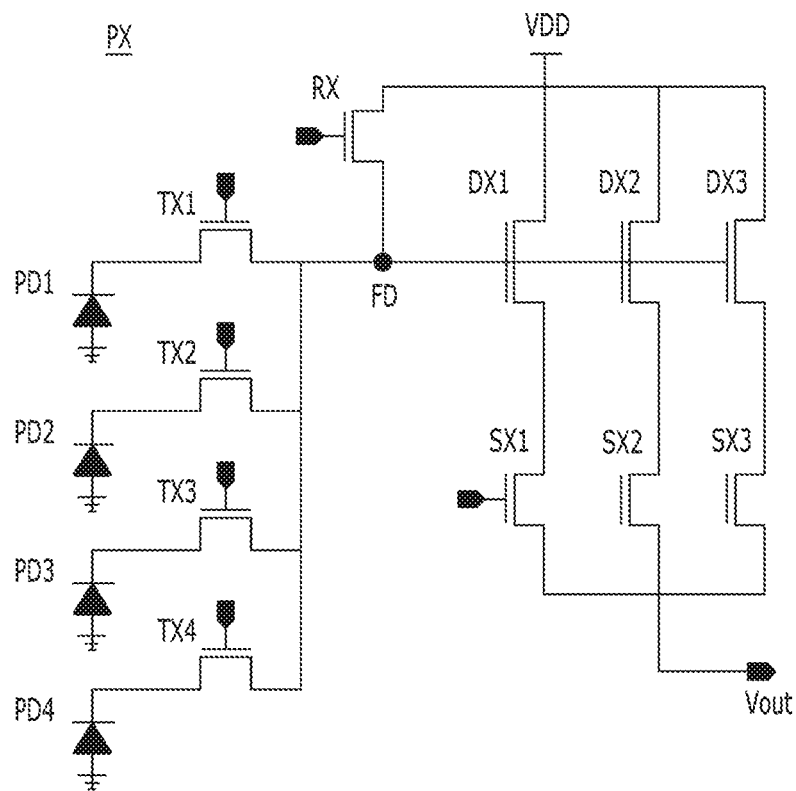 PX
VDD
RX
DX1
DX2
DX3
TX1
PD1
FD
TX2
PD2
SX1
SX2
SX3
TX3
PD3
TX4
PD4
Vout